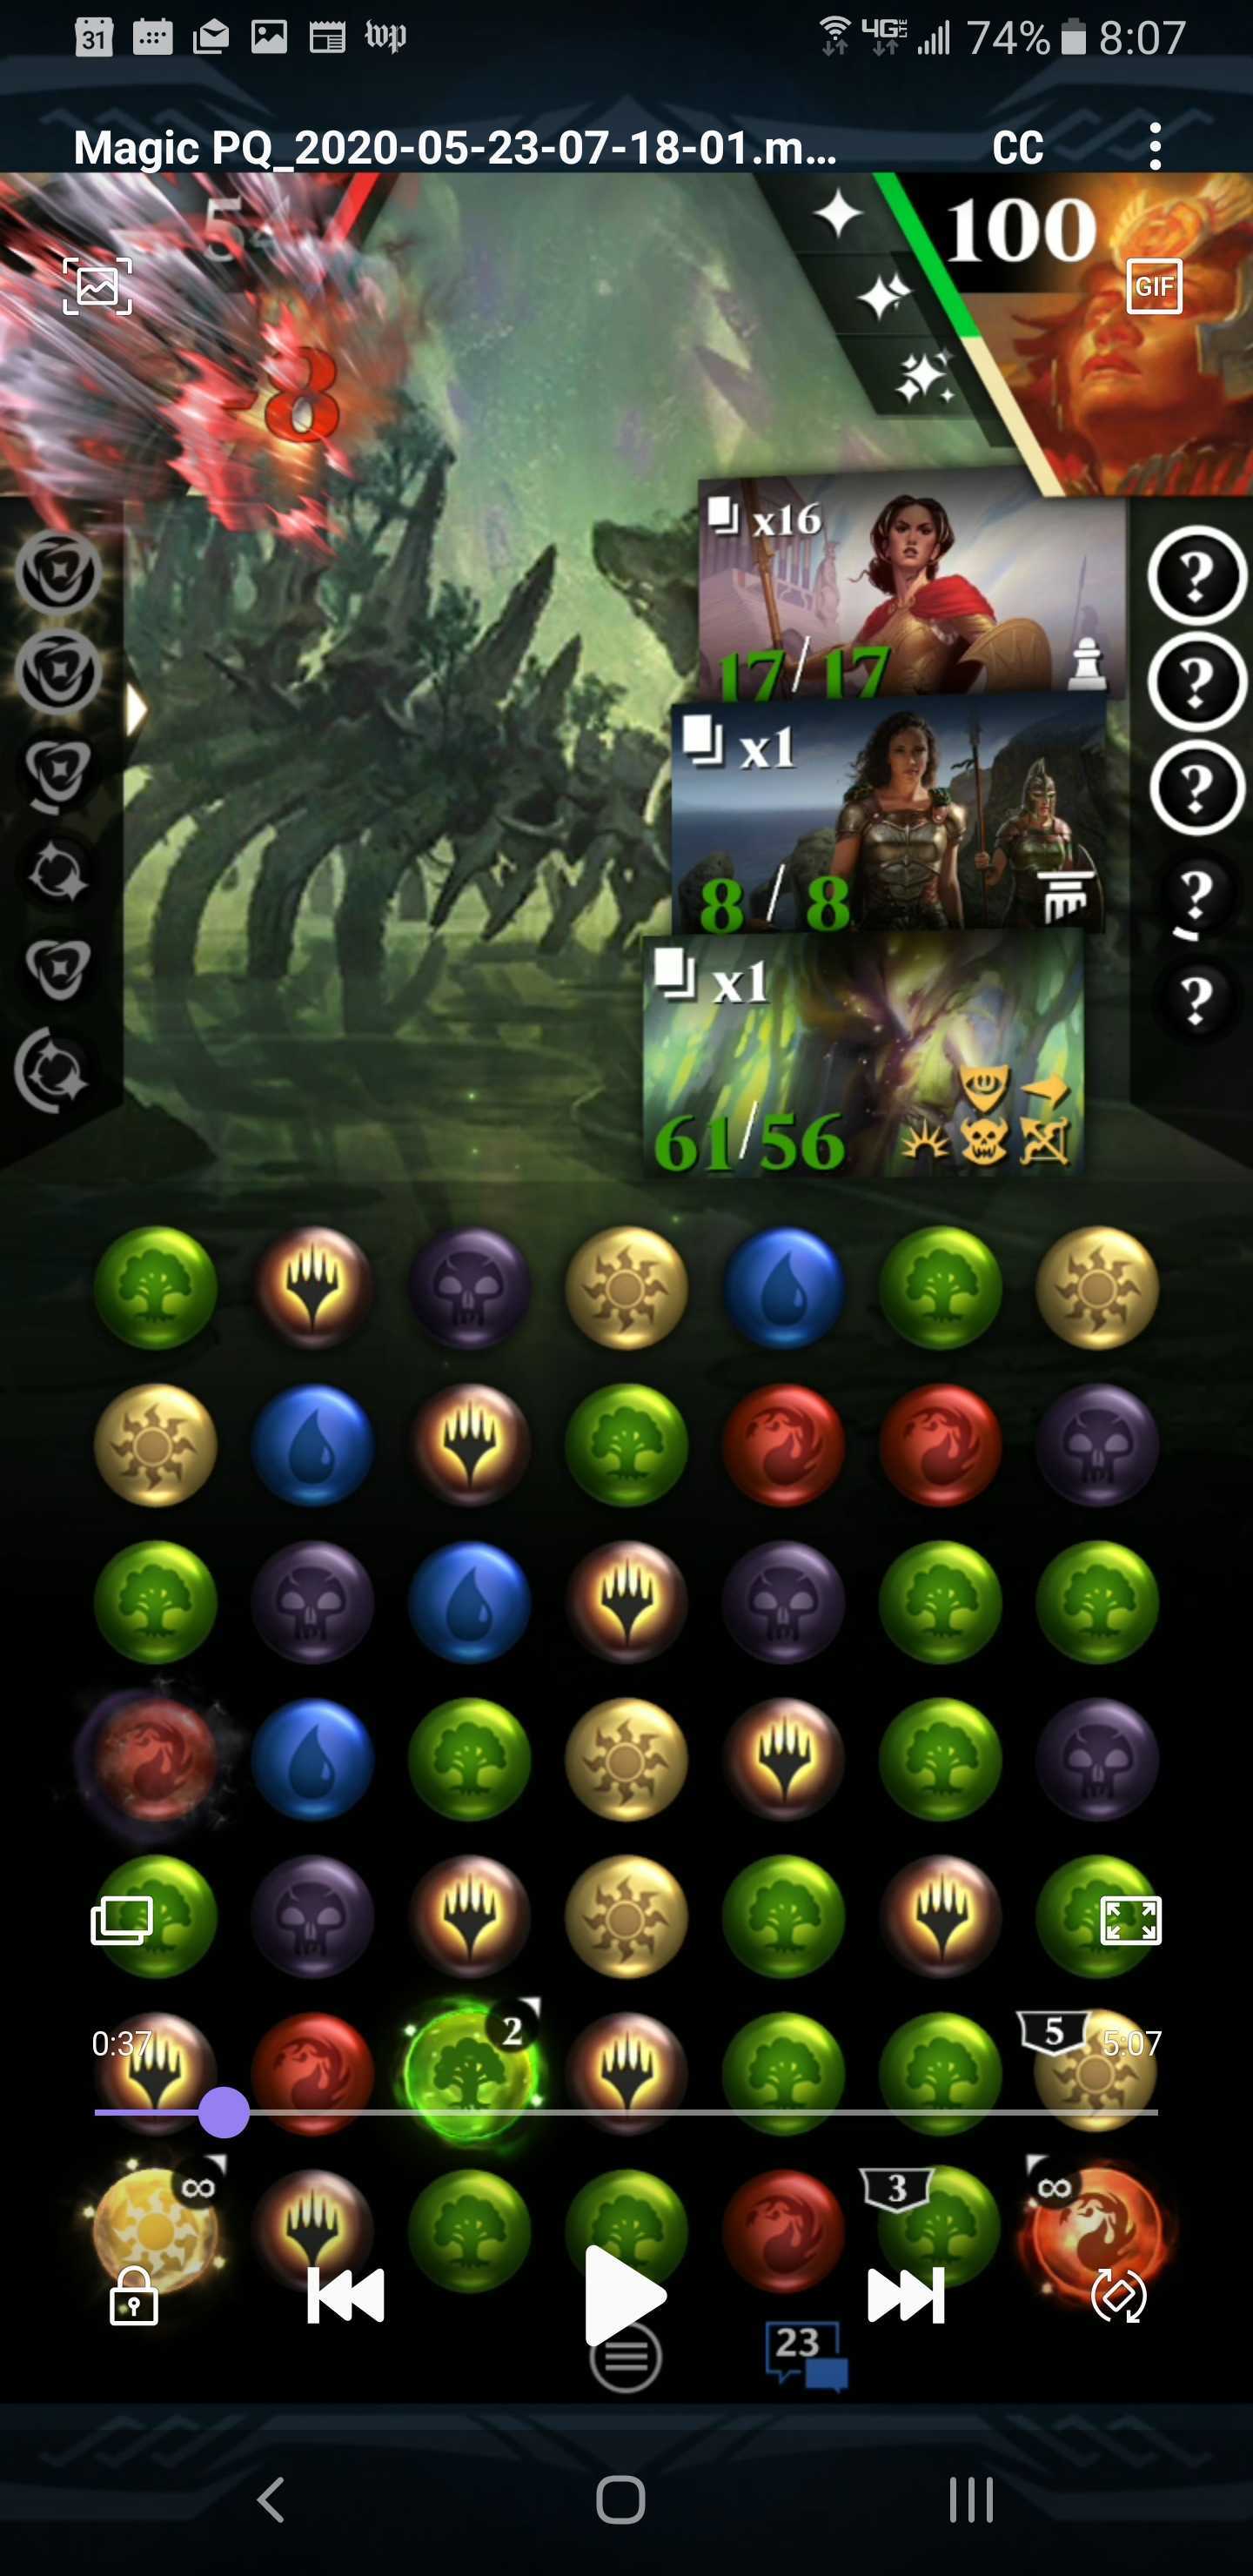 31 wp 4G LTE 74% 8:07
Magic PQ_2020-05-23-07-18-01.m... CC
100
GIF
-8
x16
?
17/17
?
x1
?
8/8
?
x1
?
61/56
2
0:37 5 5:07
∞ 3 ∞
23